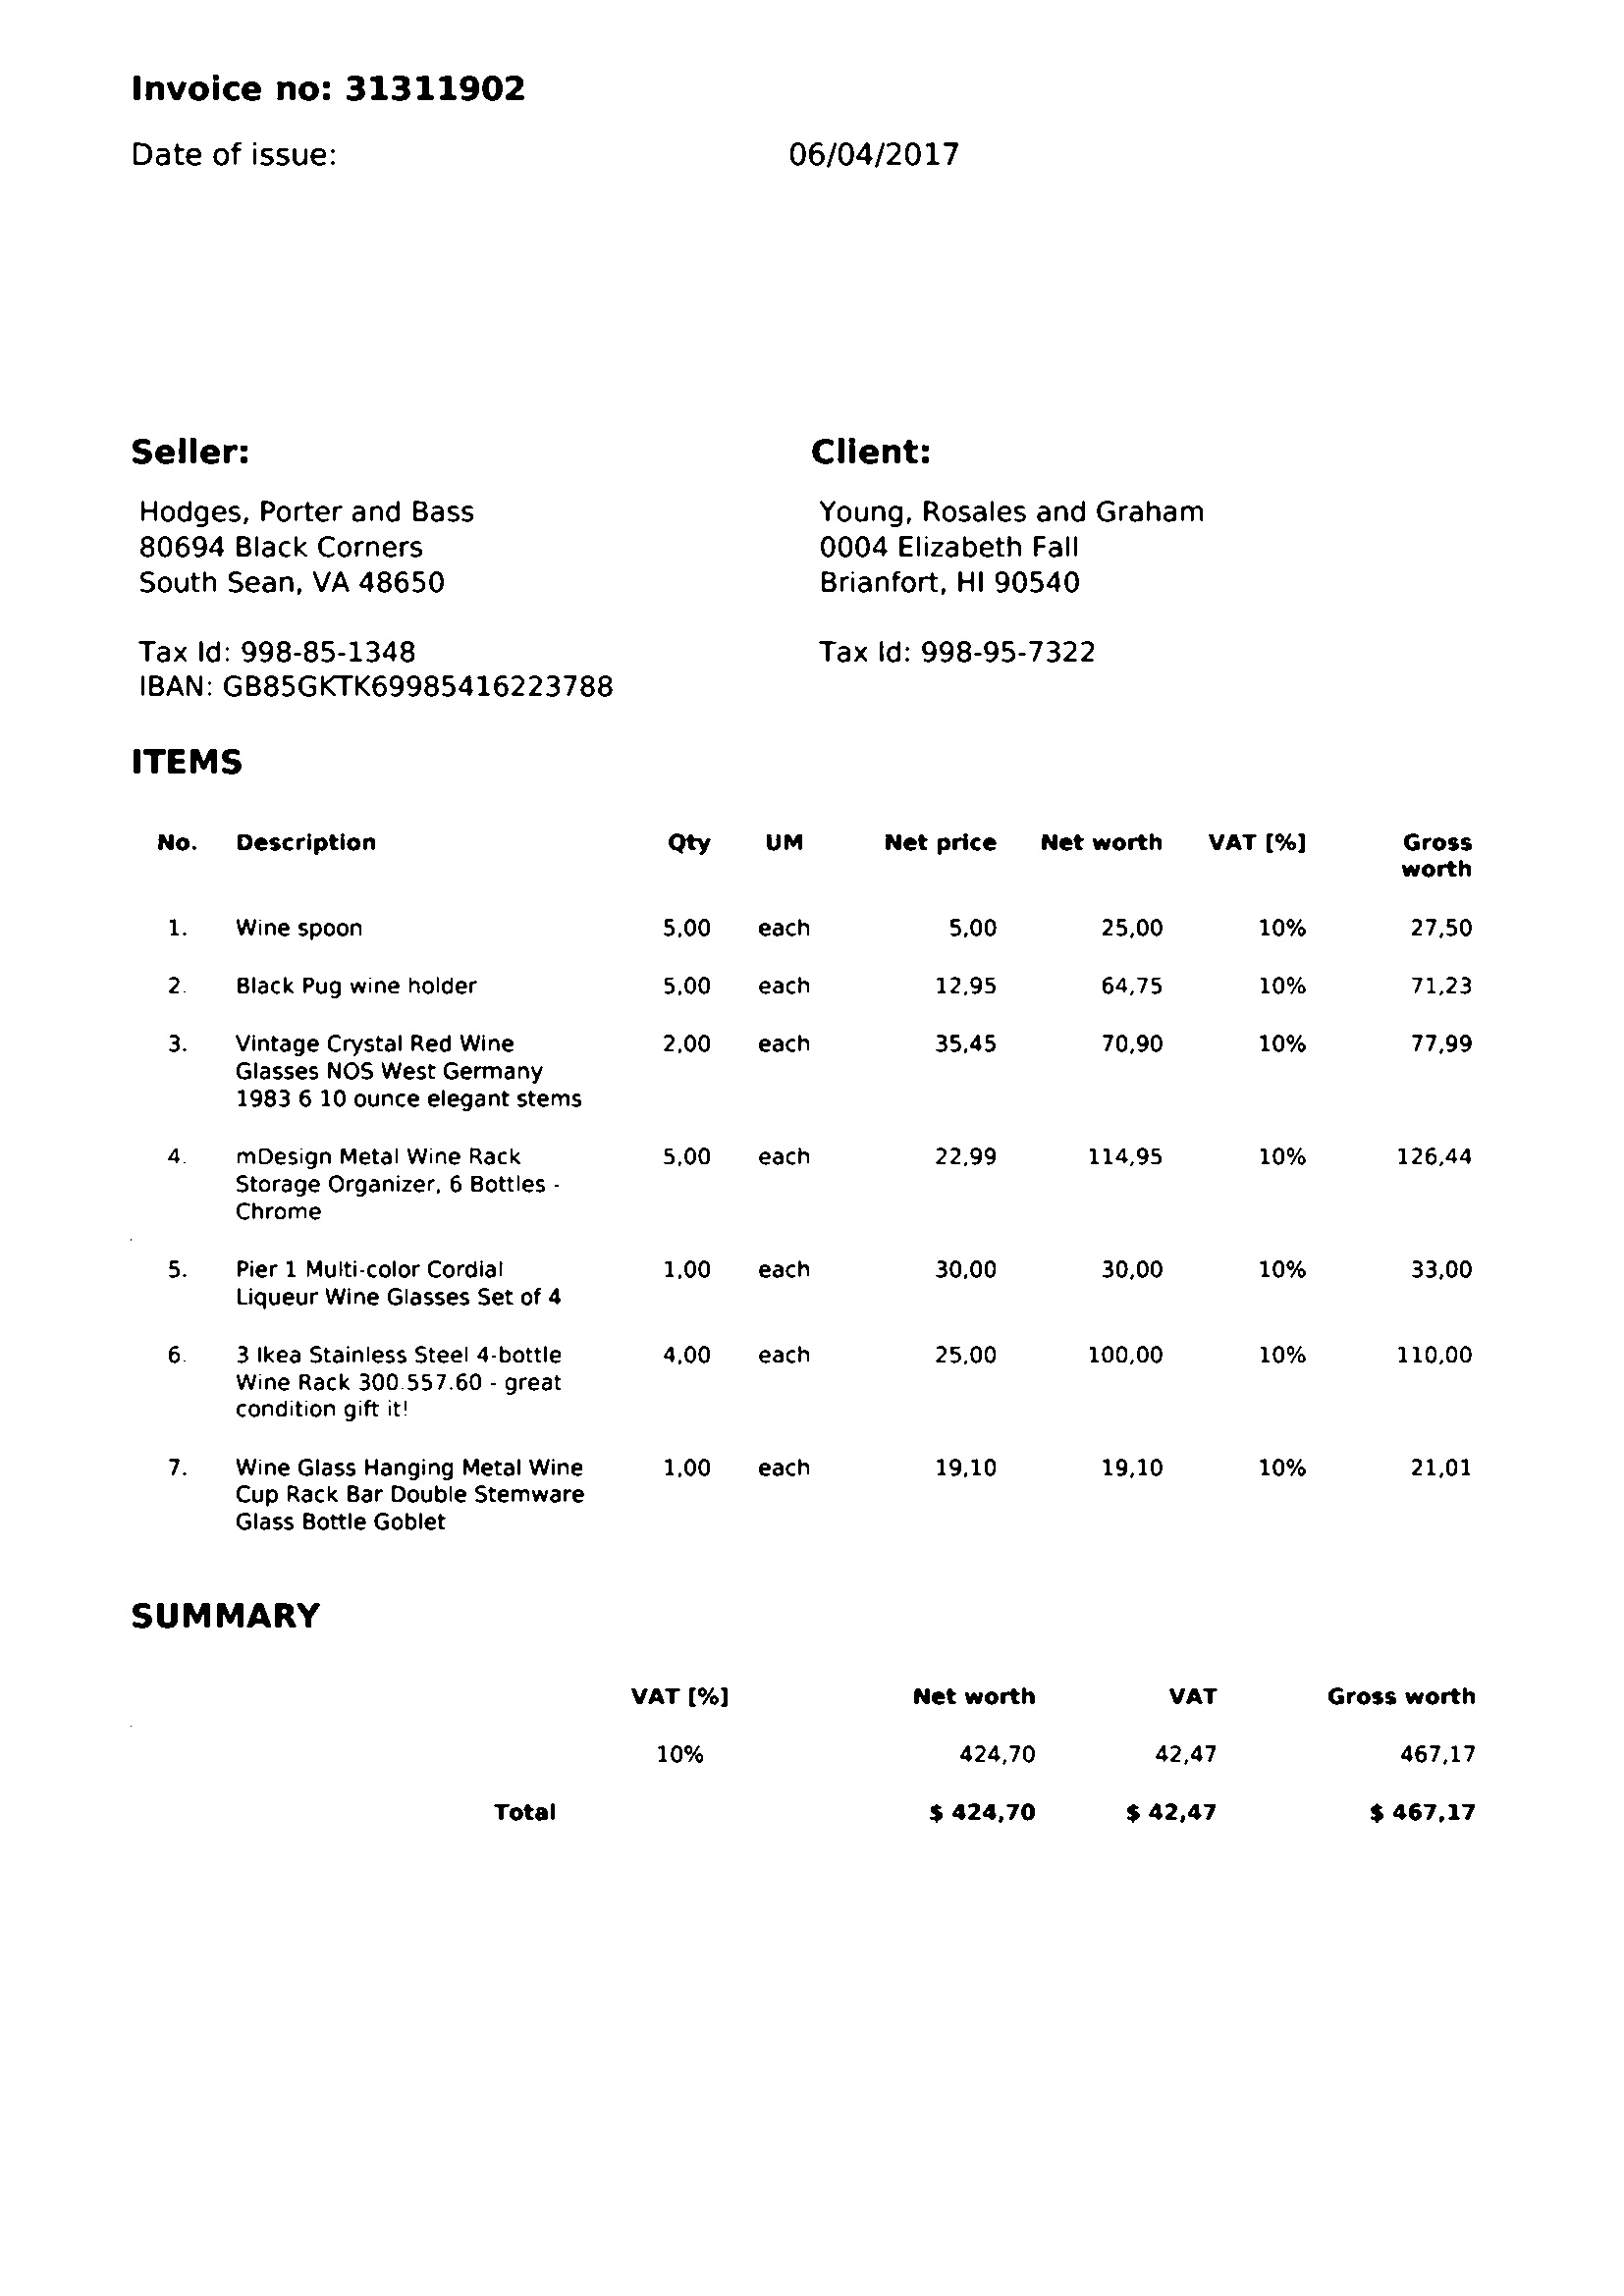 Invoice no: 31311902
Date of issue: 06/04/2017
Seller: Client:
Hodges, Porter and Bass Young, Rosales and Graham
80694 Black Corners 0004 Elizabeth Fall
South Sean, VA 48650 Brianfort, HI 90540
Tax Id: 998-85-1348 Tax Id: 998-95-7322
IBAN: GB85GKTK69985416223788
ITEMS
No. Description Qty UM Net price Net worth VAT [%] Gross
worth
1. Wine spoon 5,00 each 5,00 25,00 10% 27,50
2. Black Pug wine holder 5,00 each 12,95 64,75 10% 71,23
3. Vintage Crystal Red Wine 2,00 each 35,45 70,90 10% 77,99
Glasses NOS West Germany
1983 6 10 ounce elegant stems
4. mDesign Metal Wine Rack 5,00 each 22,99 114,95 10% 126,44
Storage Organizer, 6 Bottles -
Chrome
5. Pier 1 Multi-color Cordial 1,00 each 30,00 30,00 10% 33,00
Liqueur Wine Glasses Set of 4
6. 3 Ikea Stainless Steel 4-bottle 4,00 each 25,00 100,00 10% 110,00
Wine Rack 300.557.60 - great
condition gift it!
7. Wine Glass Hanging Metal Wine 1,00 each 19,10 19,10 10% 21,01
Cup Rack Bar Double Stemware
Glass Bottle Goblet
SUMMARY
VAT [%] Net worth VAT Gross worth
10% 424,70 42,47 467,17
Total $ 424,70 $ 42,47 $ 467,17